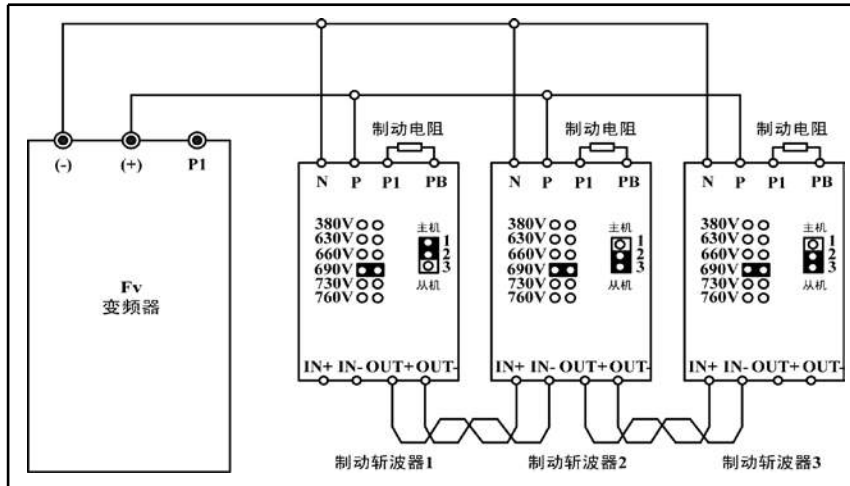 制动电阻 制动电阻 制动电阻
(-) (+) P1
N P P1 PB N P P1 PB N P P1 PB
380V 主机 380V 主机 380V 主机
630V 1 630V 1 630V 1
660V 2 660V 2 660V 2
690V 3 690V 3 690V 3
730V 从机 730V 从机 730V 从机
760V 760V 760V
Fv
变频器
IN+ IN- OUT+ OUT- IN+ IN- OUT+ OUT- IN+ IN- OUT+ OUT-
制动斩波器1 制动斩波器2 制动斩波器3